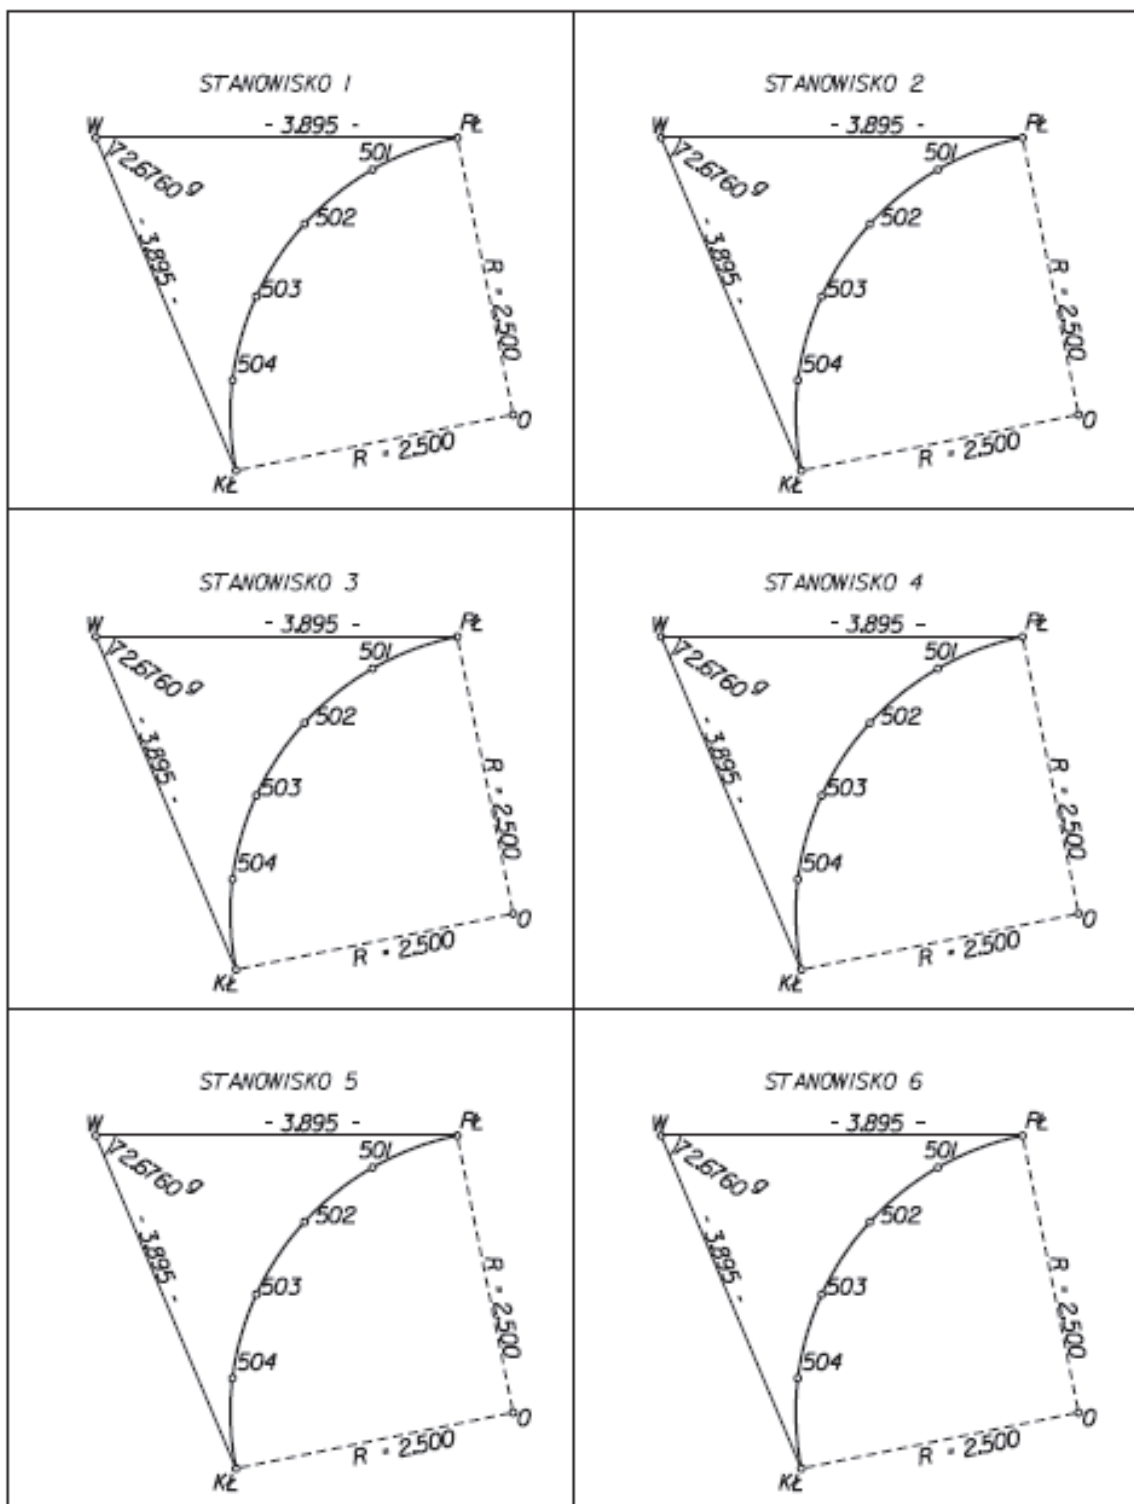 STANOWISKO 1
W
- 3.895 -
PŁ
72.6760 g
501
502
- 3.895 -
503
R = 2.500
504
O
R = 2.500
KŁ
STANOWISKO 2
W
- 3.895 -
PŁ
72.6760 g
501
502
- 3.895 -
503
R = 2.500
504
O
R = 2.500
KŁ
STANOWISKO 3
W
- 3.895 -
PŁ
72.6760 g
501
502
- 3.895 -
503
R = 2.500
504
O
R = 2.500
KŁ
STANOWISKO 4
W
- 3.895 -
PŁ
72.6760 g
501
502
- 3.895 -
503
R = 2.500
504
O
R = 2.500
KŁ
STANOWISKO 5
W
- 3.895 -
PŁ
72.6760 g
501
502
- 3.895 -
503
R = 2.500
504
O
R = 2.500
KŁ
STANOWISKO 6
W
- 3.895 -
PŁ
72.6760 g
501
502
- 3.895 -
503
R = 2.500
504
O
R = 2.500
KŁ